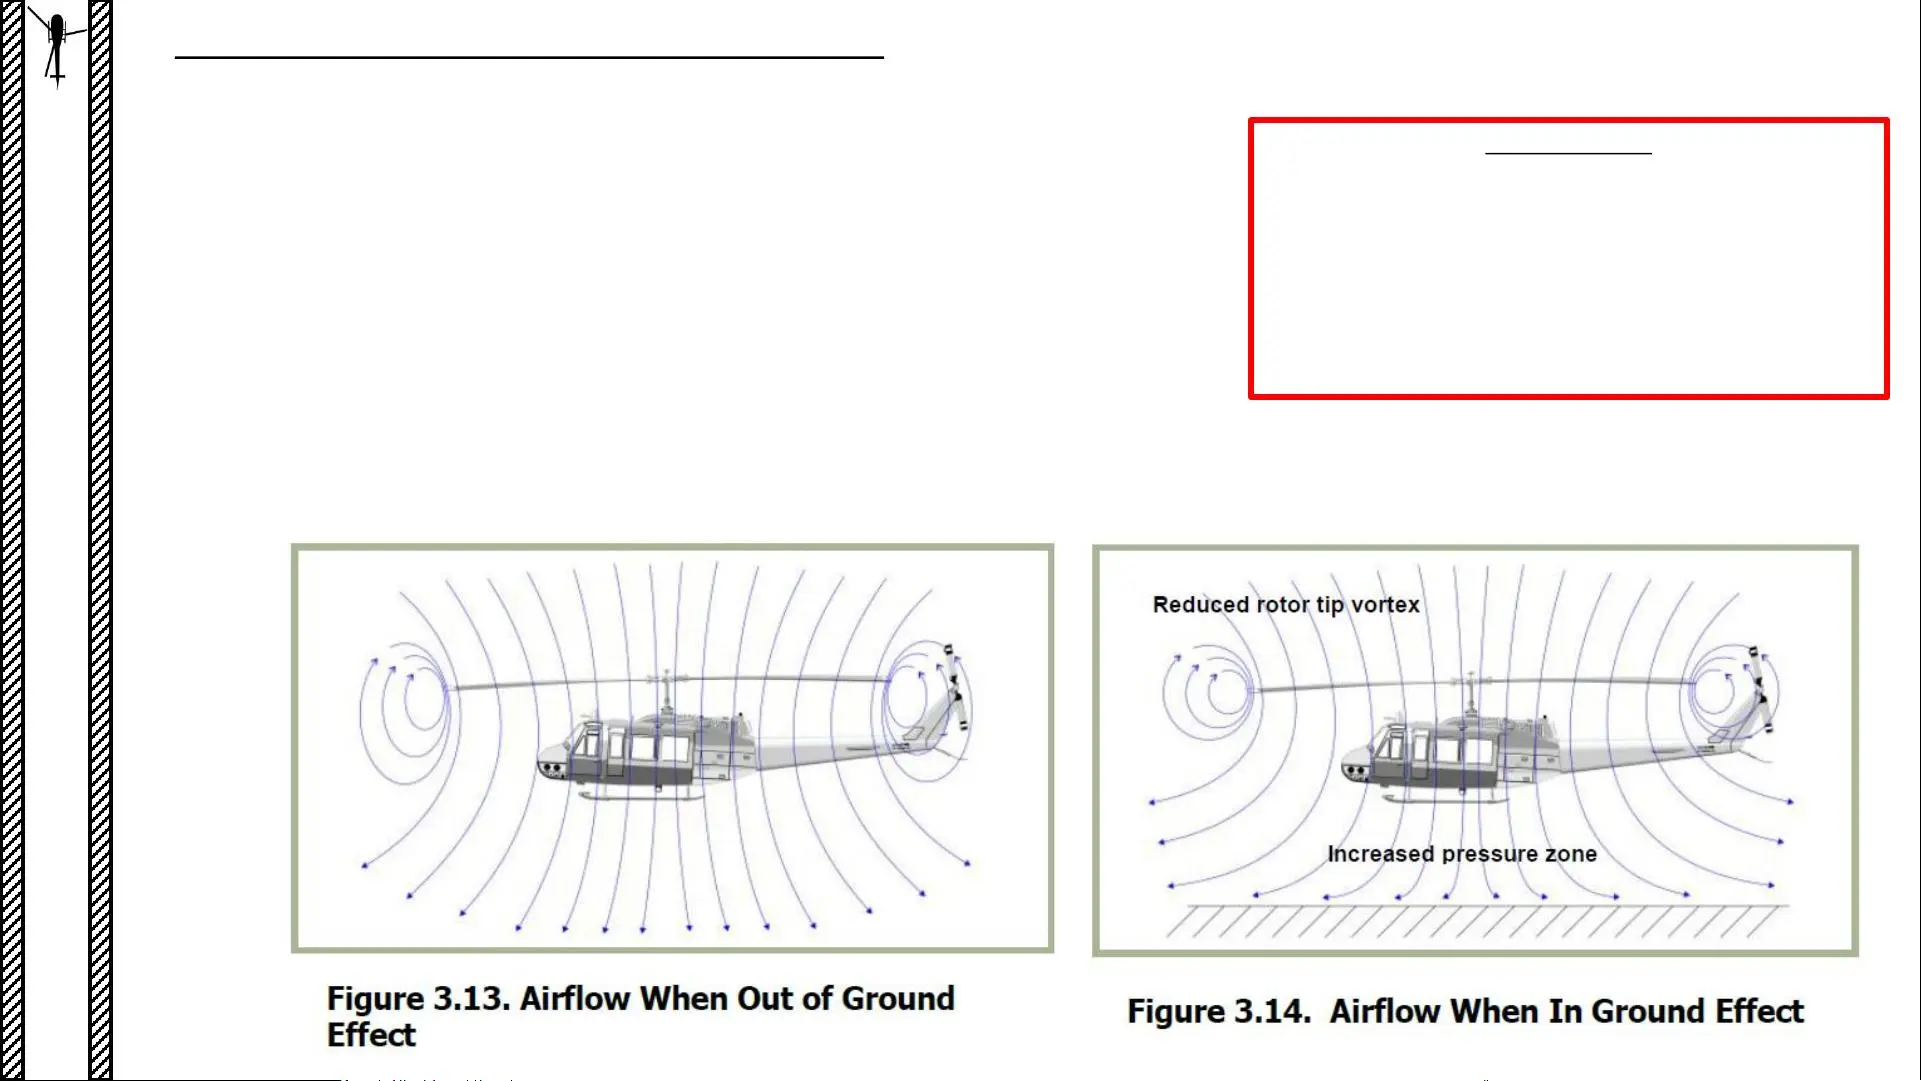 Reduced rotor tip vortex
Increased pressure zone
Figure 3.13. Airflow When Out of Ground
Effect
Figure 3.14. Airflow When In Ground Effect